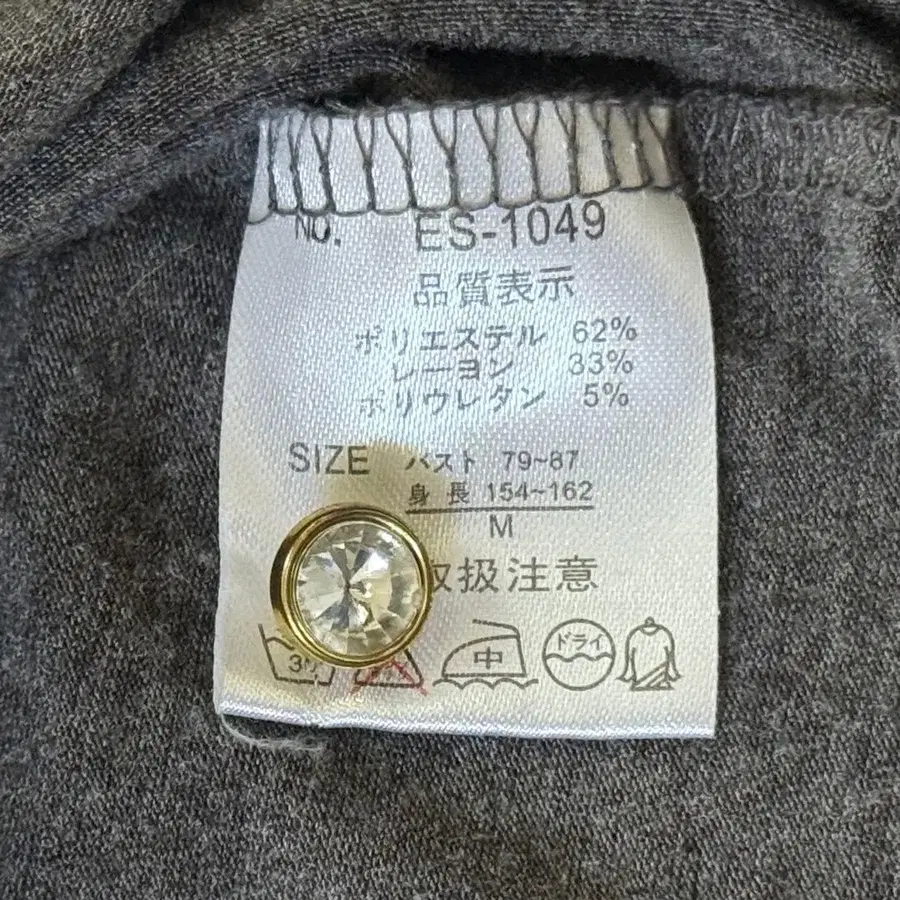 NO. ES-1049
品質表示
ポリエステル 62%
レーヨン 33%
ポリウレタン 5%
SIZE バスト 79~87
身長 154~162
M
取扱注意
中 ドライ